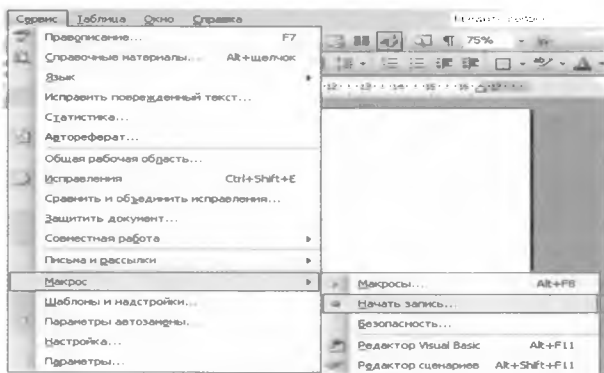 Сервис Таблица Окно Справка
Правописание... F7
75%
Справочные материалы... Alt+щелчок
Язык
Исправить поврежденный текст...
Статистика...
Автореферат...
Общая рабочая область...
Исправления Ctrl+Shift+E
Сравнить и объединить исправления...
Защитить документ...
Совместная работа
Письма и рассылки
Макрос
Макросы... Alt+F8
Шаблоны и надстройки...
Начать запись...
Параметры автозамены.
Безопасность...
Настройка...
Редактор Visual Basic Alt+F11
Параметры...
Редактор сценариев Alt+Shift+F11